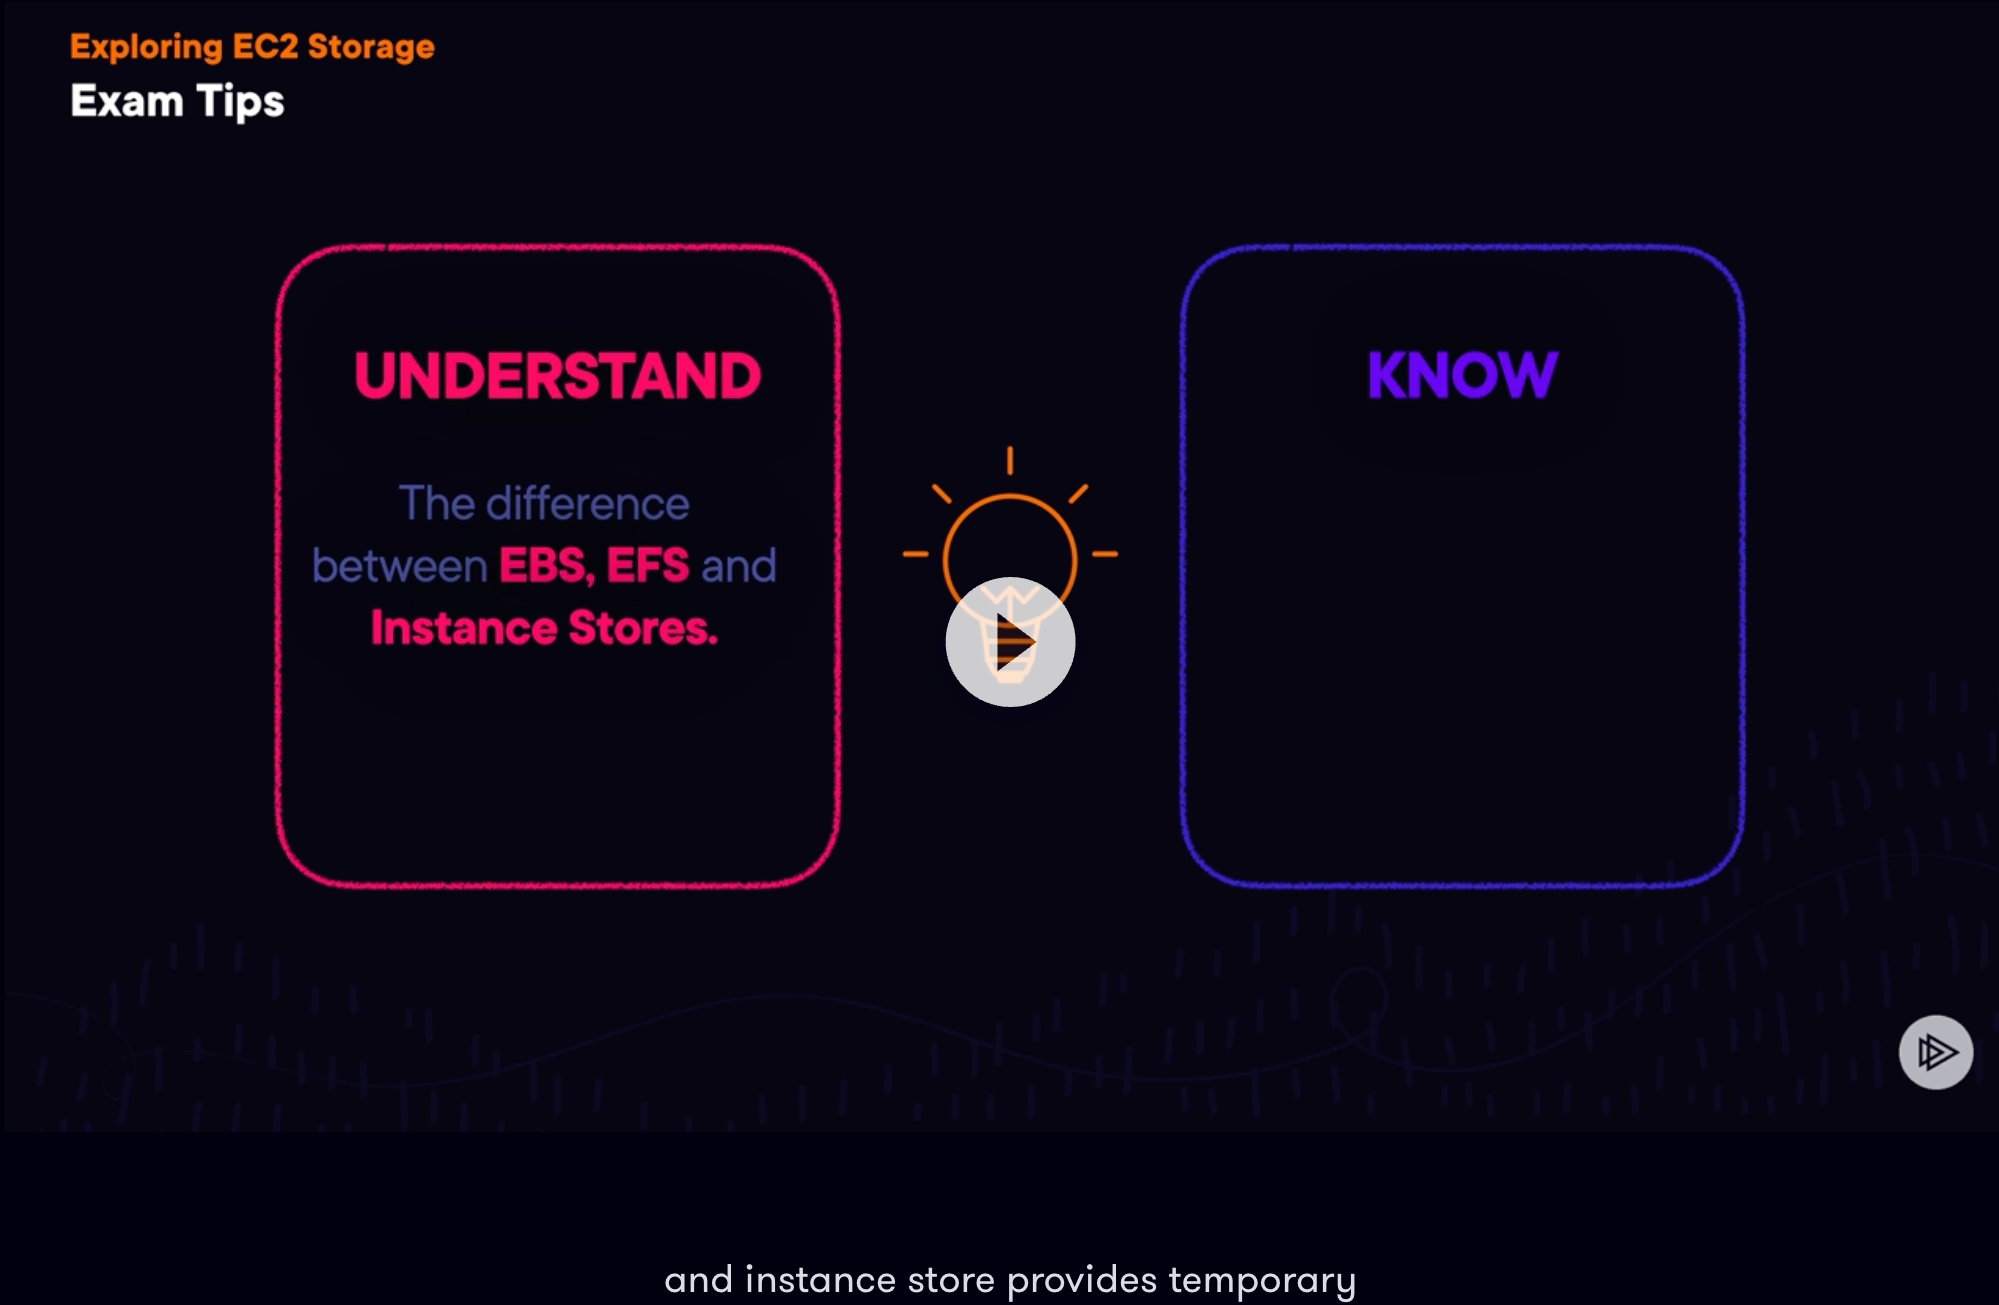 Exploring EC2 Storage
Exam Tips
UNDERSTAND
The difference
between EBS, EFS and
Instance Stores.
KNOW
and instance store provides temporary